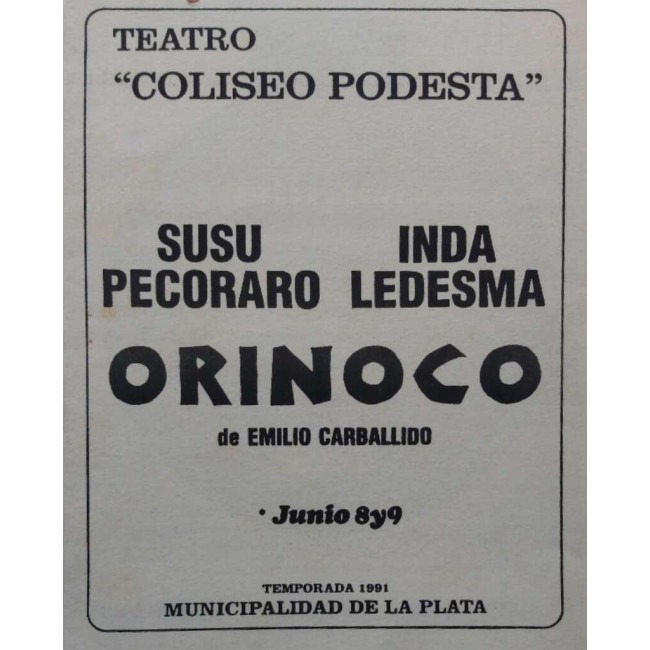 TEATRO
“COLISEO PODESTA”
SUSU INDA
PECORARO LEDESMA
ORINOCO
de EMILIO CARBALLIDO
· Junio 8y9
TEMPORADA 1991
MUNICIPALIDAD DE LA PLATA